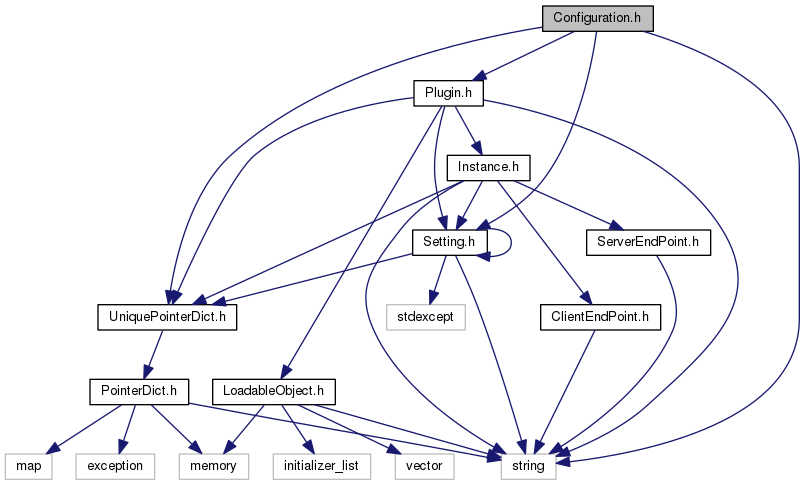 Configuration.h
Plugin.h
Instance.h
Setting.h
ServerEndPoint.h
UniquePointerDict.h
stdexcept
ClientEndPoint.h
PointerDict.h
LoadableObject.h
map
exception
memory
initializer_list
vector
string